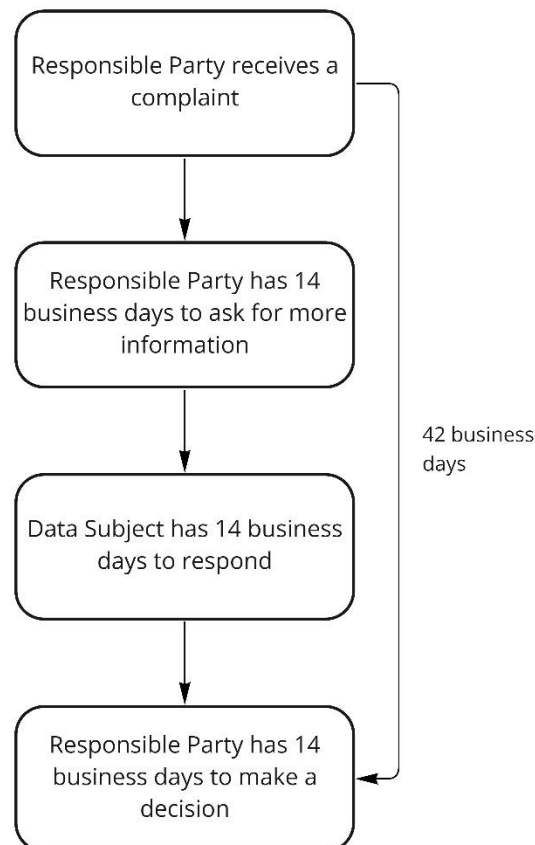 Responsible Party receives a
complaint
Responsible Party has 14
business days to ask for more
information
42 business
days
Data Subject has 14 business
days to respond
Responsible Party has 14
business days to make a
decision